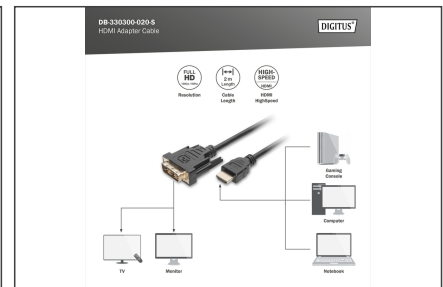 DB-330300-020-S
HDMI Adapter Cable
DIGITUS®
FULL
HD
Resolution
2 m
Length
Cable
Length
HIGH-
SPEED
HDMI
HDMI
HighSpeed
Gaming
Console
Computer
Notebook
TV
Monitor